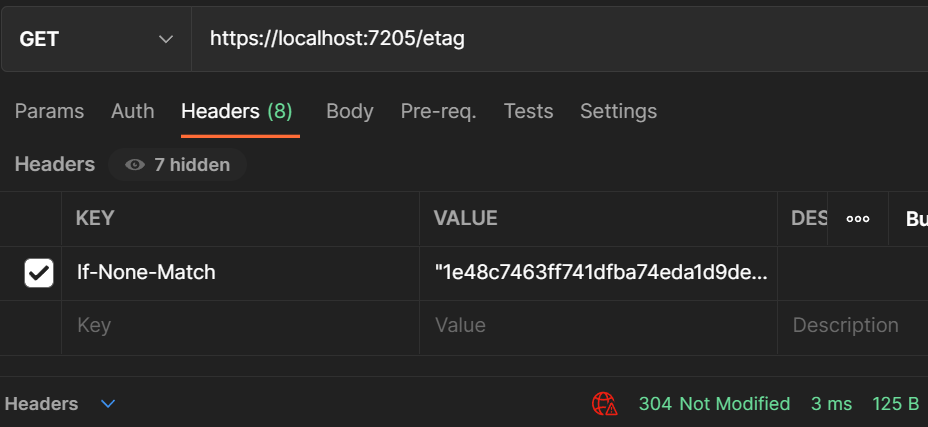 GET https://localhost:7205/etag
Params Auth Headers (8) Body Pre-req. Tests Settings
Headers 7 hidden
KEY VALUE DES ooo Bu
If-None-Match "1e48c7463ff741dfba74eda1d9de...
Key Value Description
Headers 304 Not Modified 3 ms 125 B